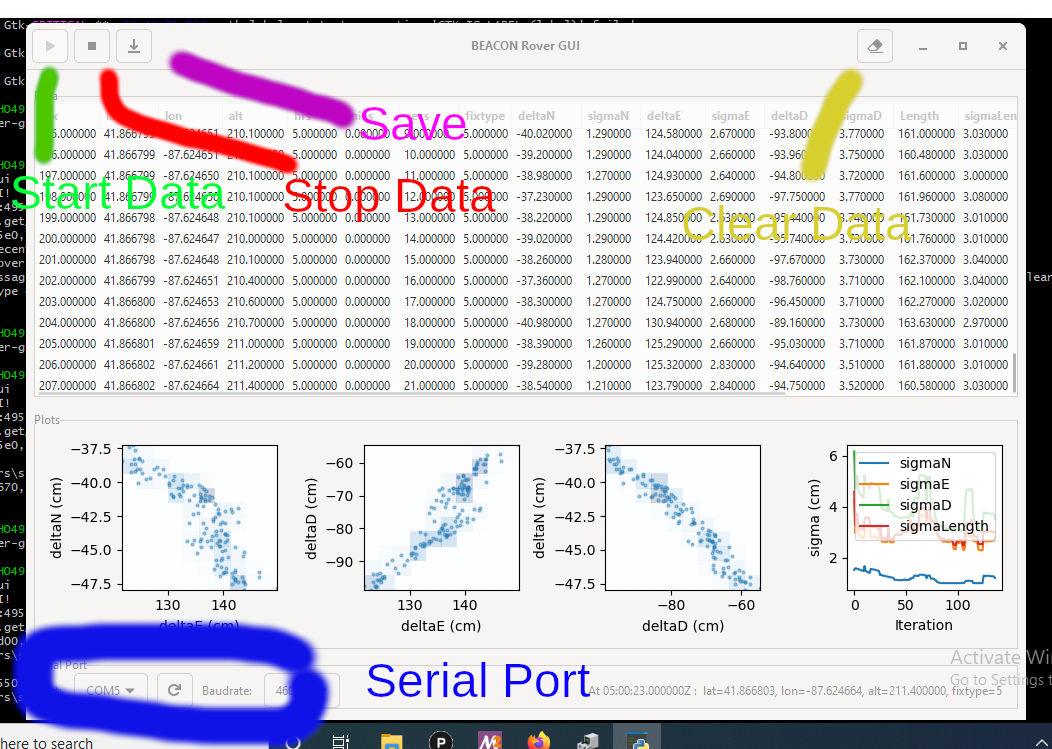 BEACON Rover GUI
lon alt fixtype deltaN sigmaN deltaE sigmaE deltaD sigmaD Length sigmaLen
Save
5.000000 41.866799 -87.624651 210.100000 5.000000 0.000000 9.000000 5.000000 -40.020000 1.290000 124.580000 2.670000 -93.8000 3.770000 161.000000 3.030000
6.000000 41.866799 -87.624651 5.000000 0.000000 10.000000 5.000000 -39.200000 1.290000 124.040000 2.660000 -93.960 3.750000 160.480000 3.030000
197.000000 41.866799 -87.624650 210.100000 5.000000 0.000000 11.000000 5.000000 -38.980000 1.290000 124.930000 2.640000 -94.800 3.720000 161.600000 3.000000
Start Data
Stop Data
41.866799 210.100000 12.000000 5.000000 -37.230000 1.290000 123.650000 2.690000 -97.750000 3.770000 161.960000 3.080000
199.000000 41.866798 -87.624648 210.100000 5.000000 0.000000 13.000000 5.000000 -38.220000 1.290000 124.850000 2.630000 -95.440000 3.740000 161.730000 3.010000
Clear Data
200.000000 41.866798 -87.624647 210.000000 5.000000 0.000000 14.000000 5.000000 -39.020000 1.290000 124.420000 2.630000 -95.740000 3.730000 161.760000 3.010000
201.000000 41.866798 -87.624648 210.000000 5.000000 0.000000 15.000000 5.000000 -38.260000 1.280000 123.940000 2.660000 -97.670000 3.730000 162.370000 3.040000
202.000000 41.866799 -87.624651 210.400000 5.000000 0.000000 16.000000 5.000000 -37.360000 1.270000 122.990000 2.640000 -98.760000 3.710000 162.100000 3.040000
203.000000 41.866800 -87.624653 210.600000 5.000000 0.000000 17.000000 5.000000 -38.300000 1.270000 124.750000 2.660000 -96.450000 3.710000 162.270000 3.020000
204.000000 41.866800 -87.624656 210.700000 5.000000 0.000000 18.000000 5.000000 -40.980000 1.270000 130.940000 2.680000 -89.160000 3.730000 163.630000 2.970000
205.000000 41.866801 -87.624659 211.000000 5.000000 0.000000 19.000000 5.000000 -38.390000 1.260000 125.290000 2.660000 -95.030000 3.710000 161.870000 3.010000
206.000000 41.866802 -87.624661 211.200000 5.000000 0.000000 20.000000 5.000000 -39.280000 1.200000 125.320000 2.830000 -94.640000 3.510000 161.880000 3.010000
207.000000 41.866802 -87.624664 211.400000 5.000000 0.000000 21.000000 5.000000 -38.540000 1.210000 123.790000 2.840000 -94.750000 3.520000 160.580000 3.030000
Plots
−37.5 −40.0 −42.5 −45.0 −47.5
deltaN (cm)
130 140
deltaE (cm)
−60 −70 −80 −90
deltaD (cm)
130 140
deltaE (cm)
−37.5 −40.0 −42.5 −45.0 −47.5
deltaN (cm)
−80 −60
deltaD (cm)
6 4 2
sigma (cm)
sigmaN
sigmaE
sigmaD
sigmaLength
0 50 100
Iteration
Port
COM5 Baudrate: 460
Serial Port
At 05:00:23.000000Z : lat=41.866803, lon=-87.624664, alt=211.400000, fixtype=5
Activate Wi
Go to Settings t
here to search